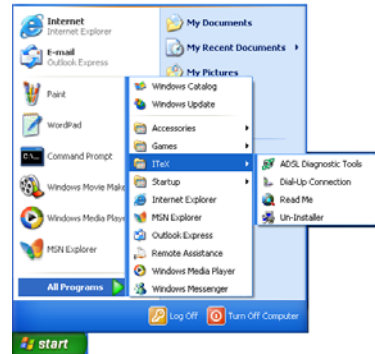 Internet
Internet Explorer
E-mail
Outlook Express
Paint
WordPad
C:\.
Command Prompt
Windows Movie Make
Windows Media Playe
MSN Explorer
All Programs
My Documents
My Recent Documents
My Pictures
Windows Catalog
Windows Update
Accessories
Games
ITeX
Startup
Internet Explorer
MSN Explorer
Outlook Express
Remote Assistance
Windows Media Player
Windows Messenger
ADSL Diagnostic Tools
Dial-Up Connection
Read Me
Un-Installer
Log Off
Turn Off Computer
start